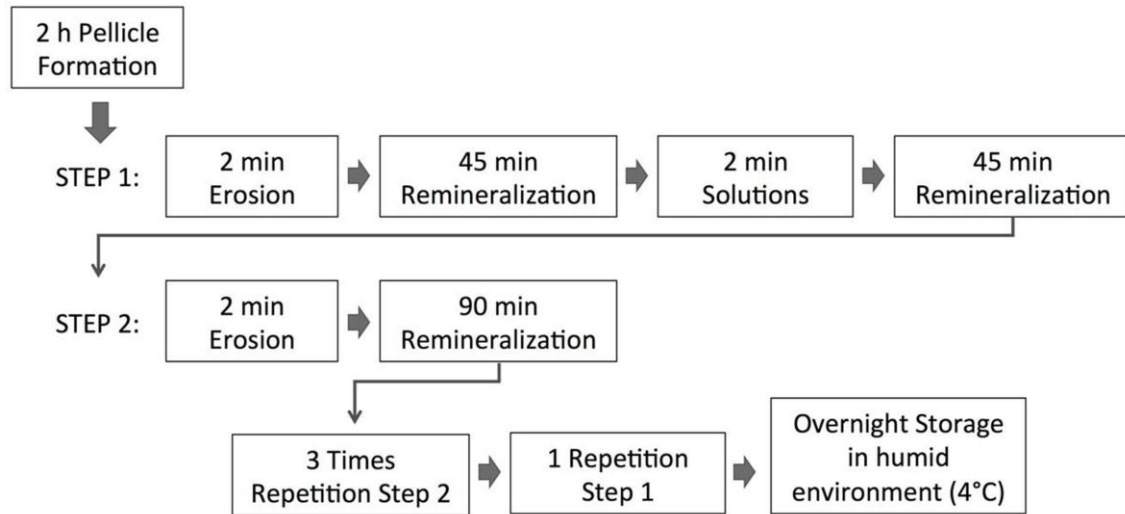 2 h Pellicle
Formation
STEP 1:
2 min
Erosion
45 min
Remineralization
2 min
Solutions
45 min
Remineralization
STEP 2:
2 min
Erosion
90 min
Remineralization
3 Times
Repetition Step 2
1 Repetition
Step 1
Overnight Storage
in humid
environment (4°C)